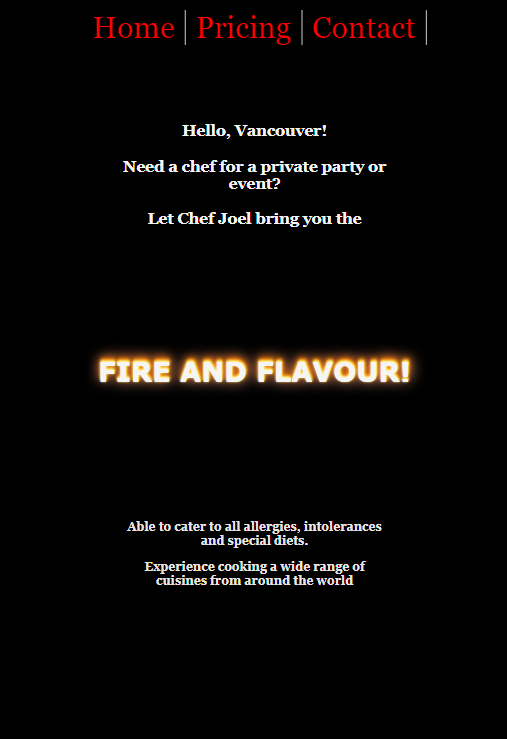 Home | Pricing | Contact |
Hello, Vancouver!
Need a chef for a private party or
event?
Let Chef Joel bring you the
FIRE AND FLAVOUR!
Able to cater to all allergies, intolerances
and special diets.
Experience cooking a wide range of
cuisines from around the world